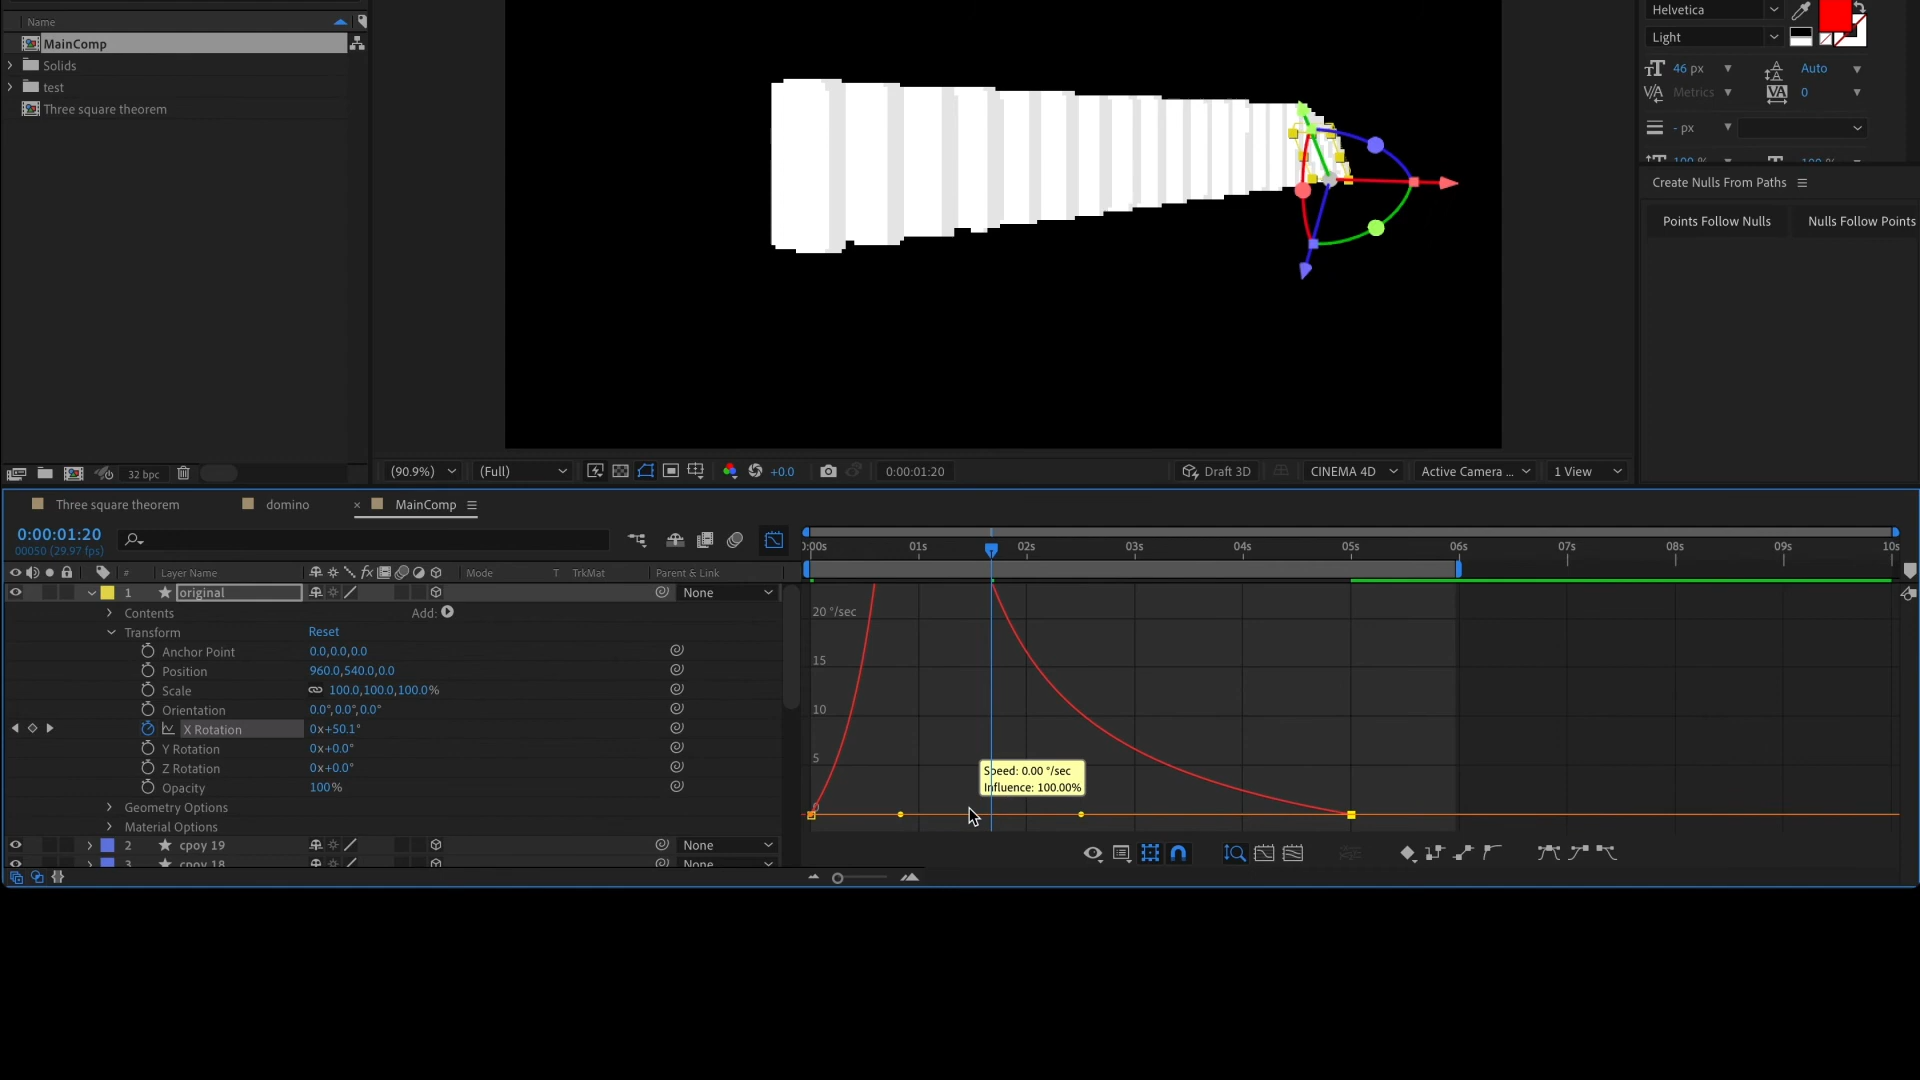 Name
MainComp
Solids
test
Three square theorem
32 bpc
(90.9%)
(Full)
+0.0
0:00:01:20
Draft 3D
CINEMA 4D
Active Camera ...
1 View
Helvetica
Light
46 px
Auto
Metrics
0
- px
Create Nulls From Paths
Points Follow Nulls
Nulls Follow Points
Three square theorem
domino
MainComp
0:00:01:20
00050 (29.97 fps)
# Layer Name
Mode
T TrkMat
Parent & Link
1 original
None
Contents
Add:
Transform
Reset
Anchor Point
0.0,0.0,0.0
Position
960.0,540.0,0.0
Scale
100.0,100.0,100.0%
Orientation
0.0°,0.0°,0.0°
X Rotation
0x+50.1°
Y Rotation
0x+0.0°
Z Rotation
0x+0.0°
Opacity
100%
Geometry Options
Material Options
2 cpoy 19
None
3 cpoy 18
None
):00s 01s 02s 03s 04s 05s 06s 07s 08s 09s 10s
20 °/sec
15
10
5
0
Speed: 0.00 °/sec
Influence: 100.00%